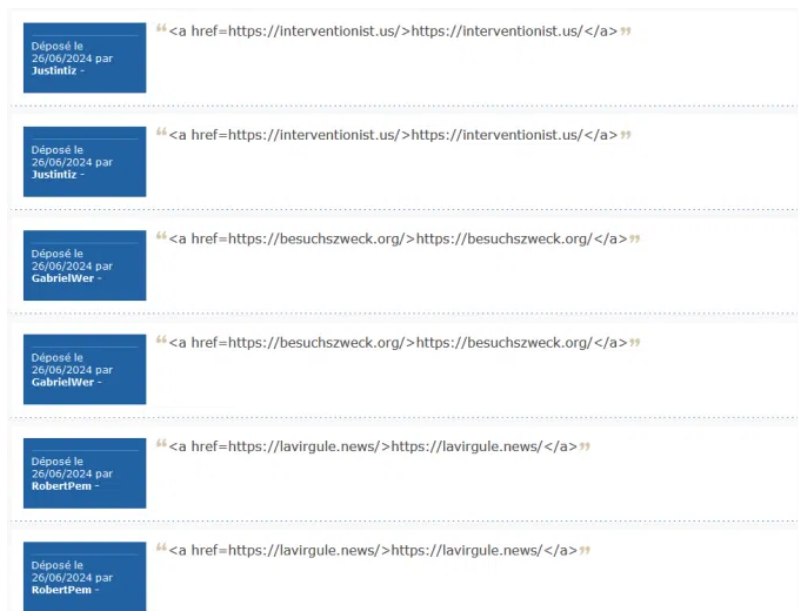 Déposé le
26/06/2024 par
Justintiz -
“<a href=https://interventionist.us/>https://interventionist.us/</a>”
Déposé le
26/06/2024 par
Justintiz -
“<a href=https://interventionist.us/>https://interventionist.us/</a>”
Déposé le
26/06/2024 par
GabrielWer -
“<a href=https://besuchszweck.org/>https://besuchszweck.org/</a>”
Déposé le
26/06/2024 par
GabrielWer -
“<a href=https://besuchszweck.org/>https://besuchszweck.org/</a>”
Déposé le
26/06/2024 par
RobertPem -
“<a href=https://lavirgule.news/>https://lavirgule.news/</a>”
Déposé le
26/06/2024 par
RobertPem -
“<a href=https://lavirgule.news/>https://lavirgule.news/</a>”